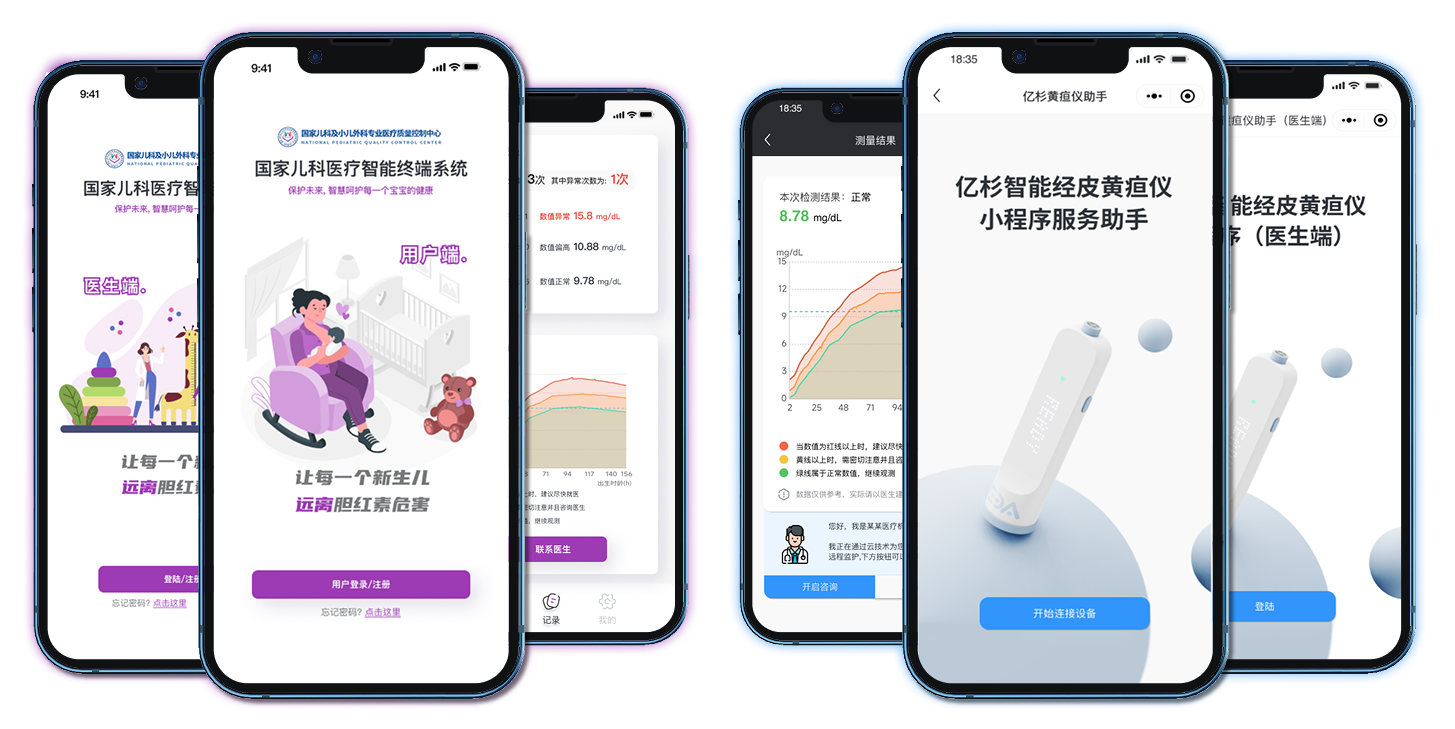 9:41
国家儿科及小儿外科专业
NATIONAL PEDIATRIC QUA
国家儿科医疗智
保护未来, 智慧呵护每
医生端.
让每一个
远离胆红
登陆/注册
忘记密码? 点击这里
9:41
国家儿科及小儿外科专业医疗质量控制中心
NATIONAL PEDIATRIC QUALITY CONTROL CENTER
国家儿科医疗智能终端系统
保护未来, 智慧呵护每一个宝宝的健康
用户端.
让每一个新生儿
远离胆红素危害
用户登录/注册
忘记密码? 点击这里
3次 其中异常次数为: 1次
数值异常 15.8 mg/dL
数值偏高 10.88 mg/dL
数值正常 9.78 mg/dL
71 94 117 140 156
出生时龄(h)
上时, 建议尽快就医
密切注意并且咨询医生
值, 继续观测
联系医生
记录
我的
18:35
测量结果
本次检测结果: 正常
8.78 mg/dL
mg/dL
15
12
9
6
3
0
2 25 48 71 94
当数值为红线以上时, 建议尽快
黄线以上时, 需密切注意并且咨
绿线属于正常数值, 继续观测
数据仅供参考, 实际请以医生建
您好, 我是某某医疗机
我正在通过云技术为您
远程监护,下方按钮可以
开启咨询
18:35
亿杉黄疸仪助手
亿杉智能经皮黄疸仪
小程序服务助手
开始连接设备
黄疸仪助手（医生端）
智能经皮黄疸仪
序（医生端）
登陆